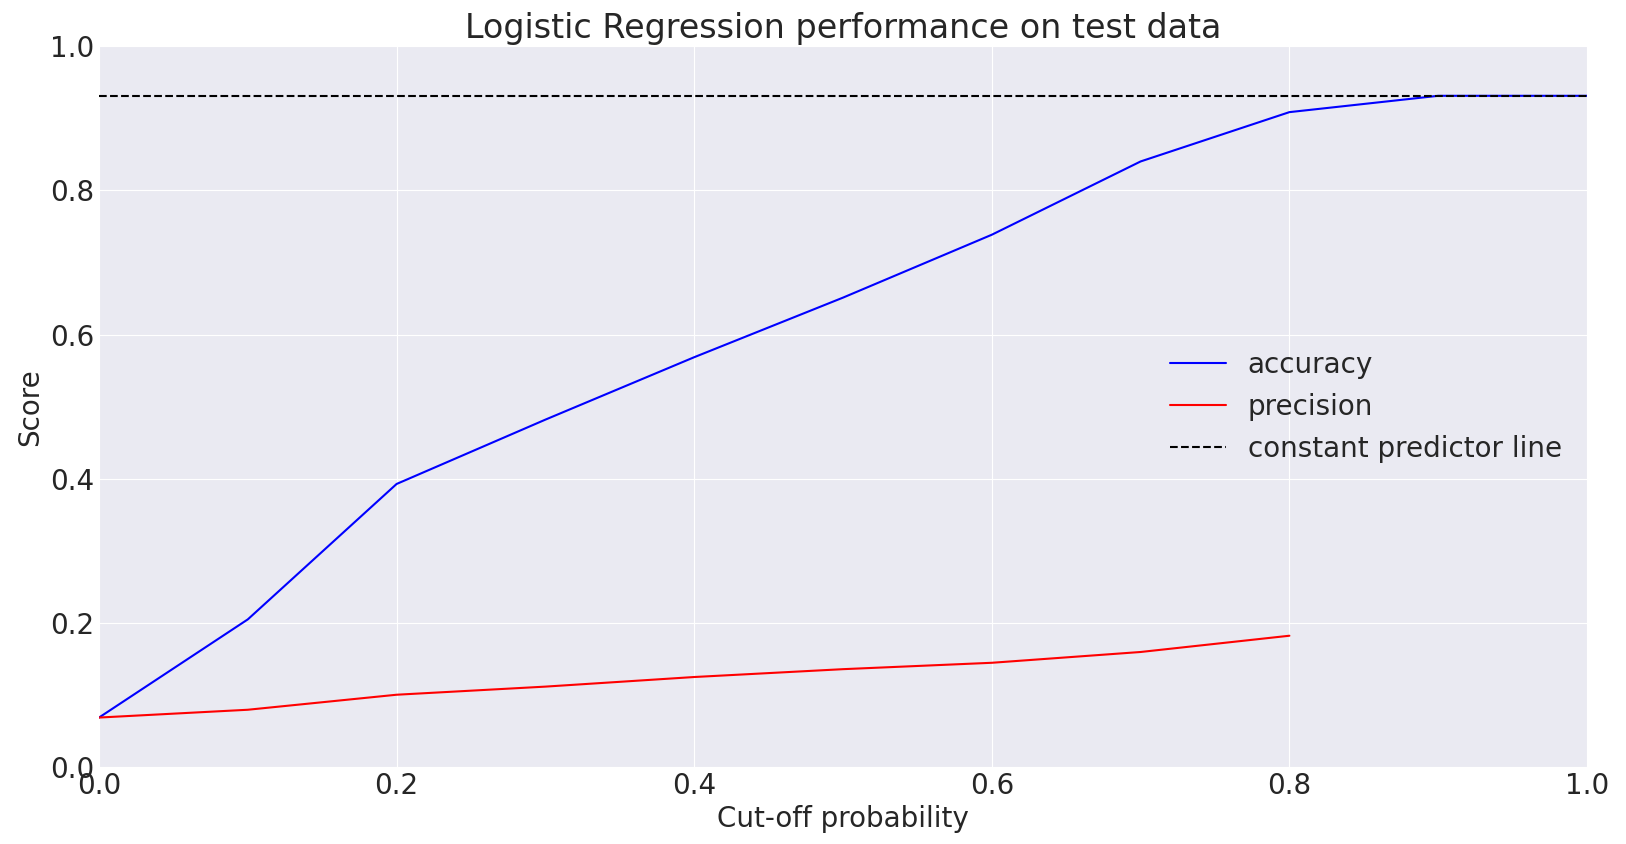 Logistic Regression performance on test data
1.0
0.8
0.6
0.4
0.2
0.0
Score
accuracy
precision
constant predictor line
0.0 0.2 0.4 0.6 0.8 1.0
Cut-off probability